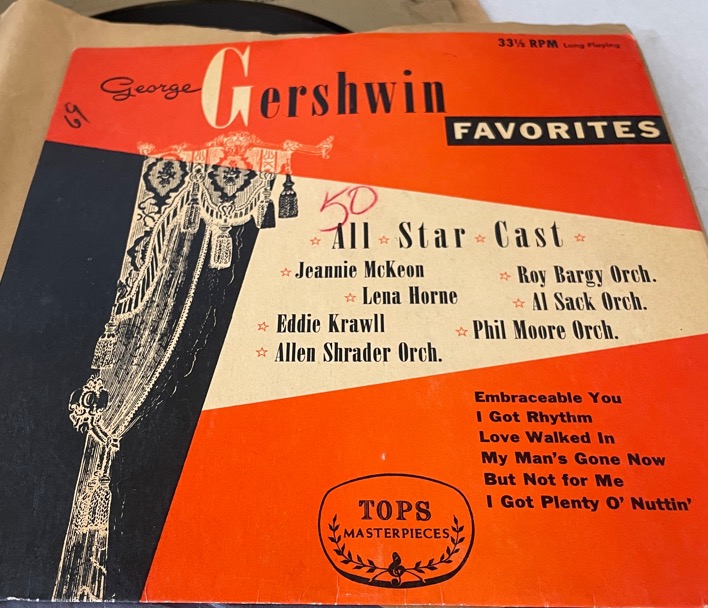 33⅓ RPM Long Playing
George Gershwin
FAVORITES
69
50
All Star Cast
Jeannie McKeon
Roy Bargy Orch.
Lena Horne
Al Sack Orch.
Eddie Krawll
Phil Moore Orch.
Allen Shrader Orch.
Embraceable You
I Got Rhythm
Love Walked In
My Man's Gone Now
But Not for Me
I Got Plenty O' Nuttin'
TOPS
MASTERPIECES